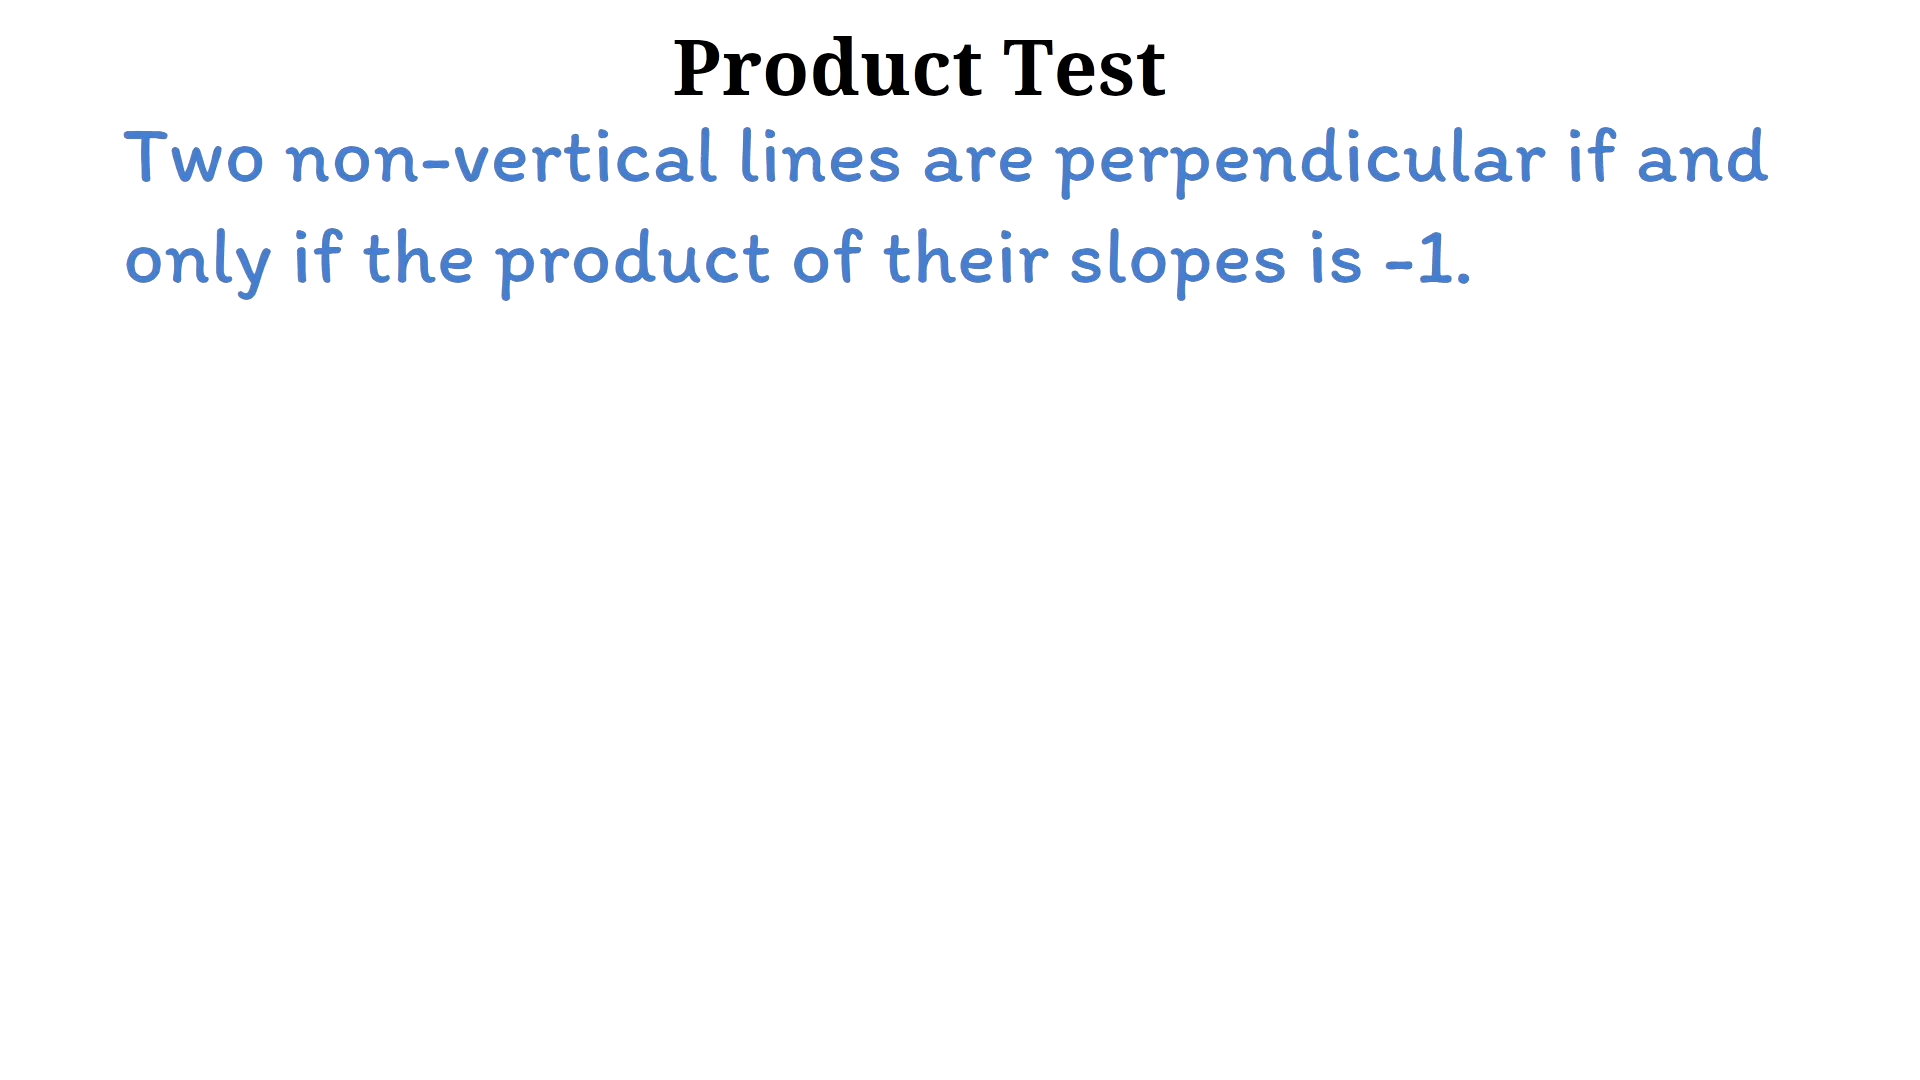 Product Test
Two non-vertical lines are perpendicular if and
only if the product of their slopes is -1.